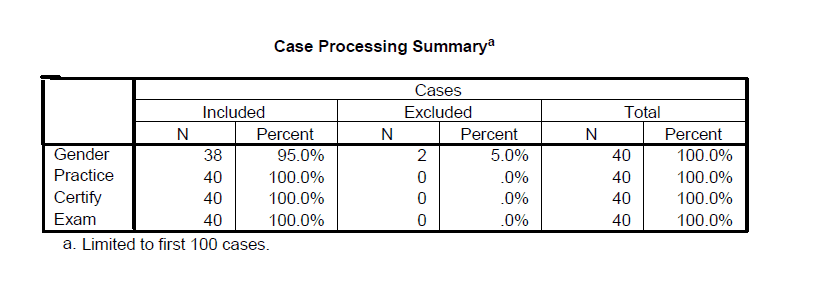 Case Processing Summarya
Cases
Included Excluded Total
N Percent N Percent N Percent
Gender 38 95.0% 2 5.0% 40 100.0%
Practice 40 100.0% 0 .0% 40 100.0%
Certify 40 100.0% 0 .0% 40 100.0%
Exam 40 100.0% 0 .0% 40 100.0%
a. Limited to first 100 cases.